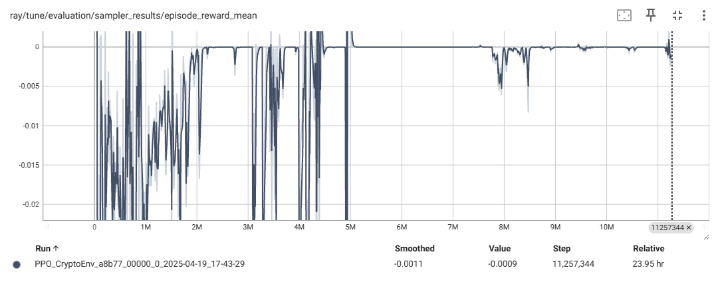 ray/tune/evaluation/sampler_results/episode_reward_mean
0
-0.005
-0.01
-0.015
-0.02
0 1M 2M 3M 4M 5M 6M 7M 8M 9M 10M 11257344 ×
Run ↑ Smoothed Value Step Relative
PPO_CryptoEnv_a8b77_00000_0_2025-04-19_17-43-29 -0.0011 -0.0009 11,257,344 23.95 hr